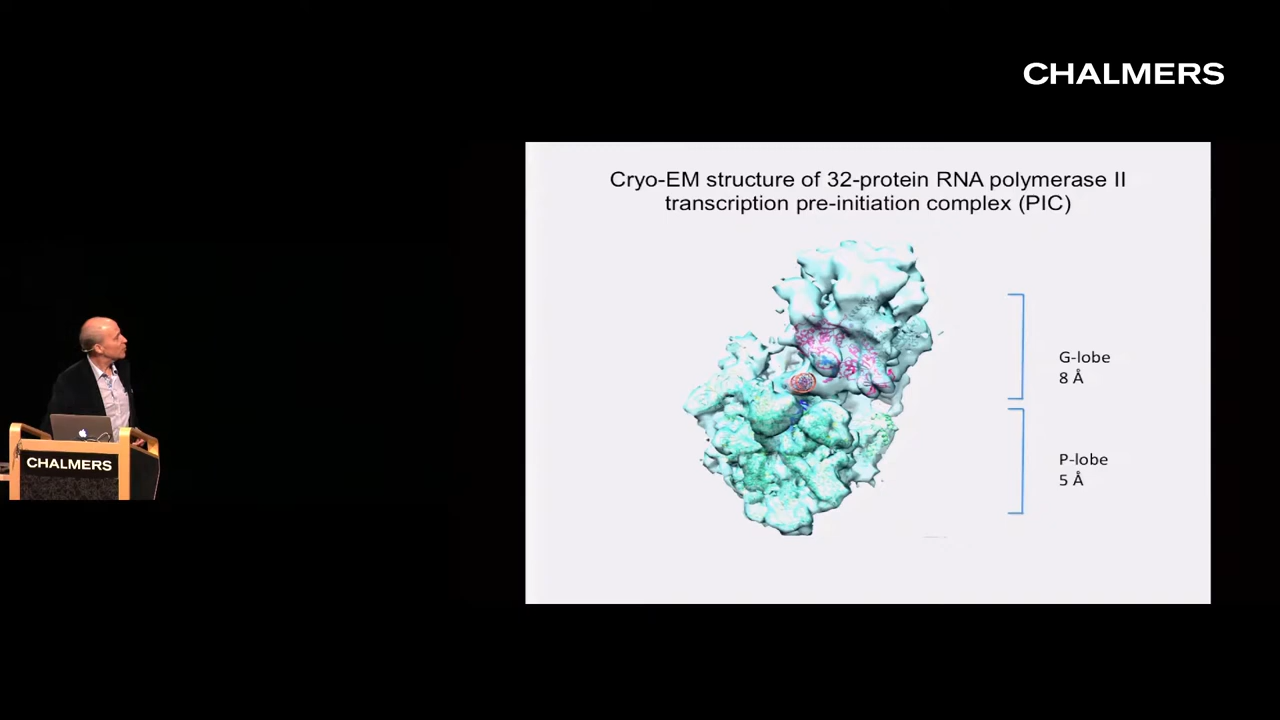 CHALMERS
Cryo-EM structure of 32-protein RNA polymerase II
transcription pre-initiation complex (PIC)
G-lobe
8 Å
P-lobe
5 Å
CHALMERS